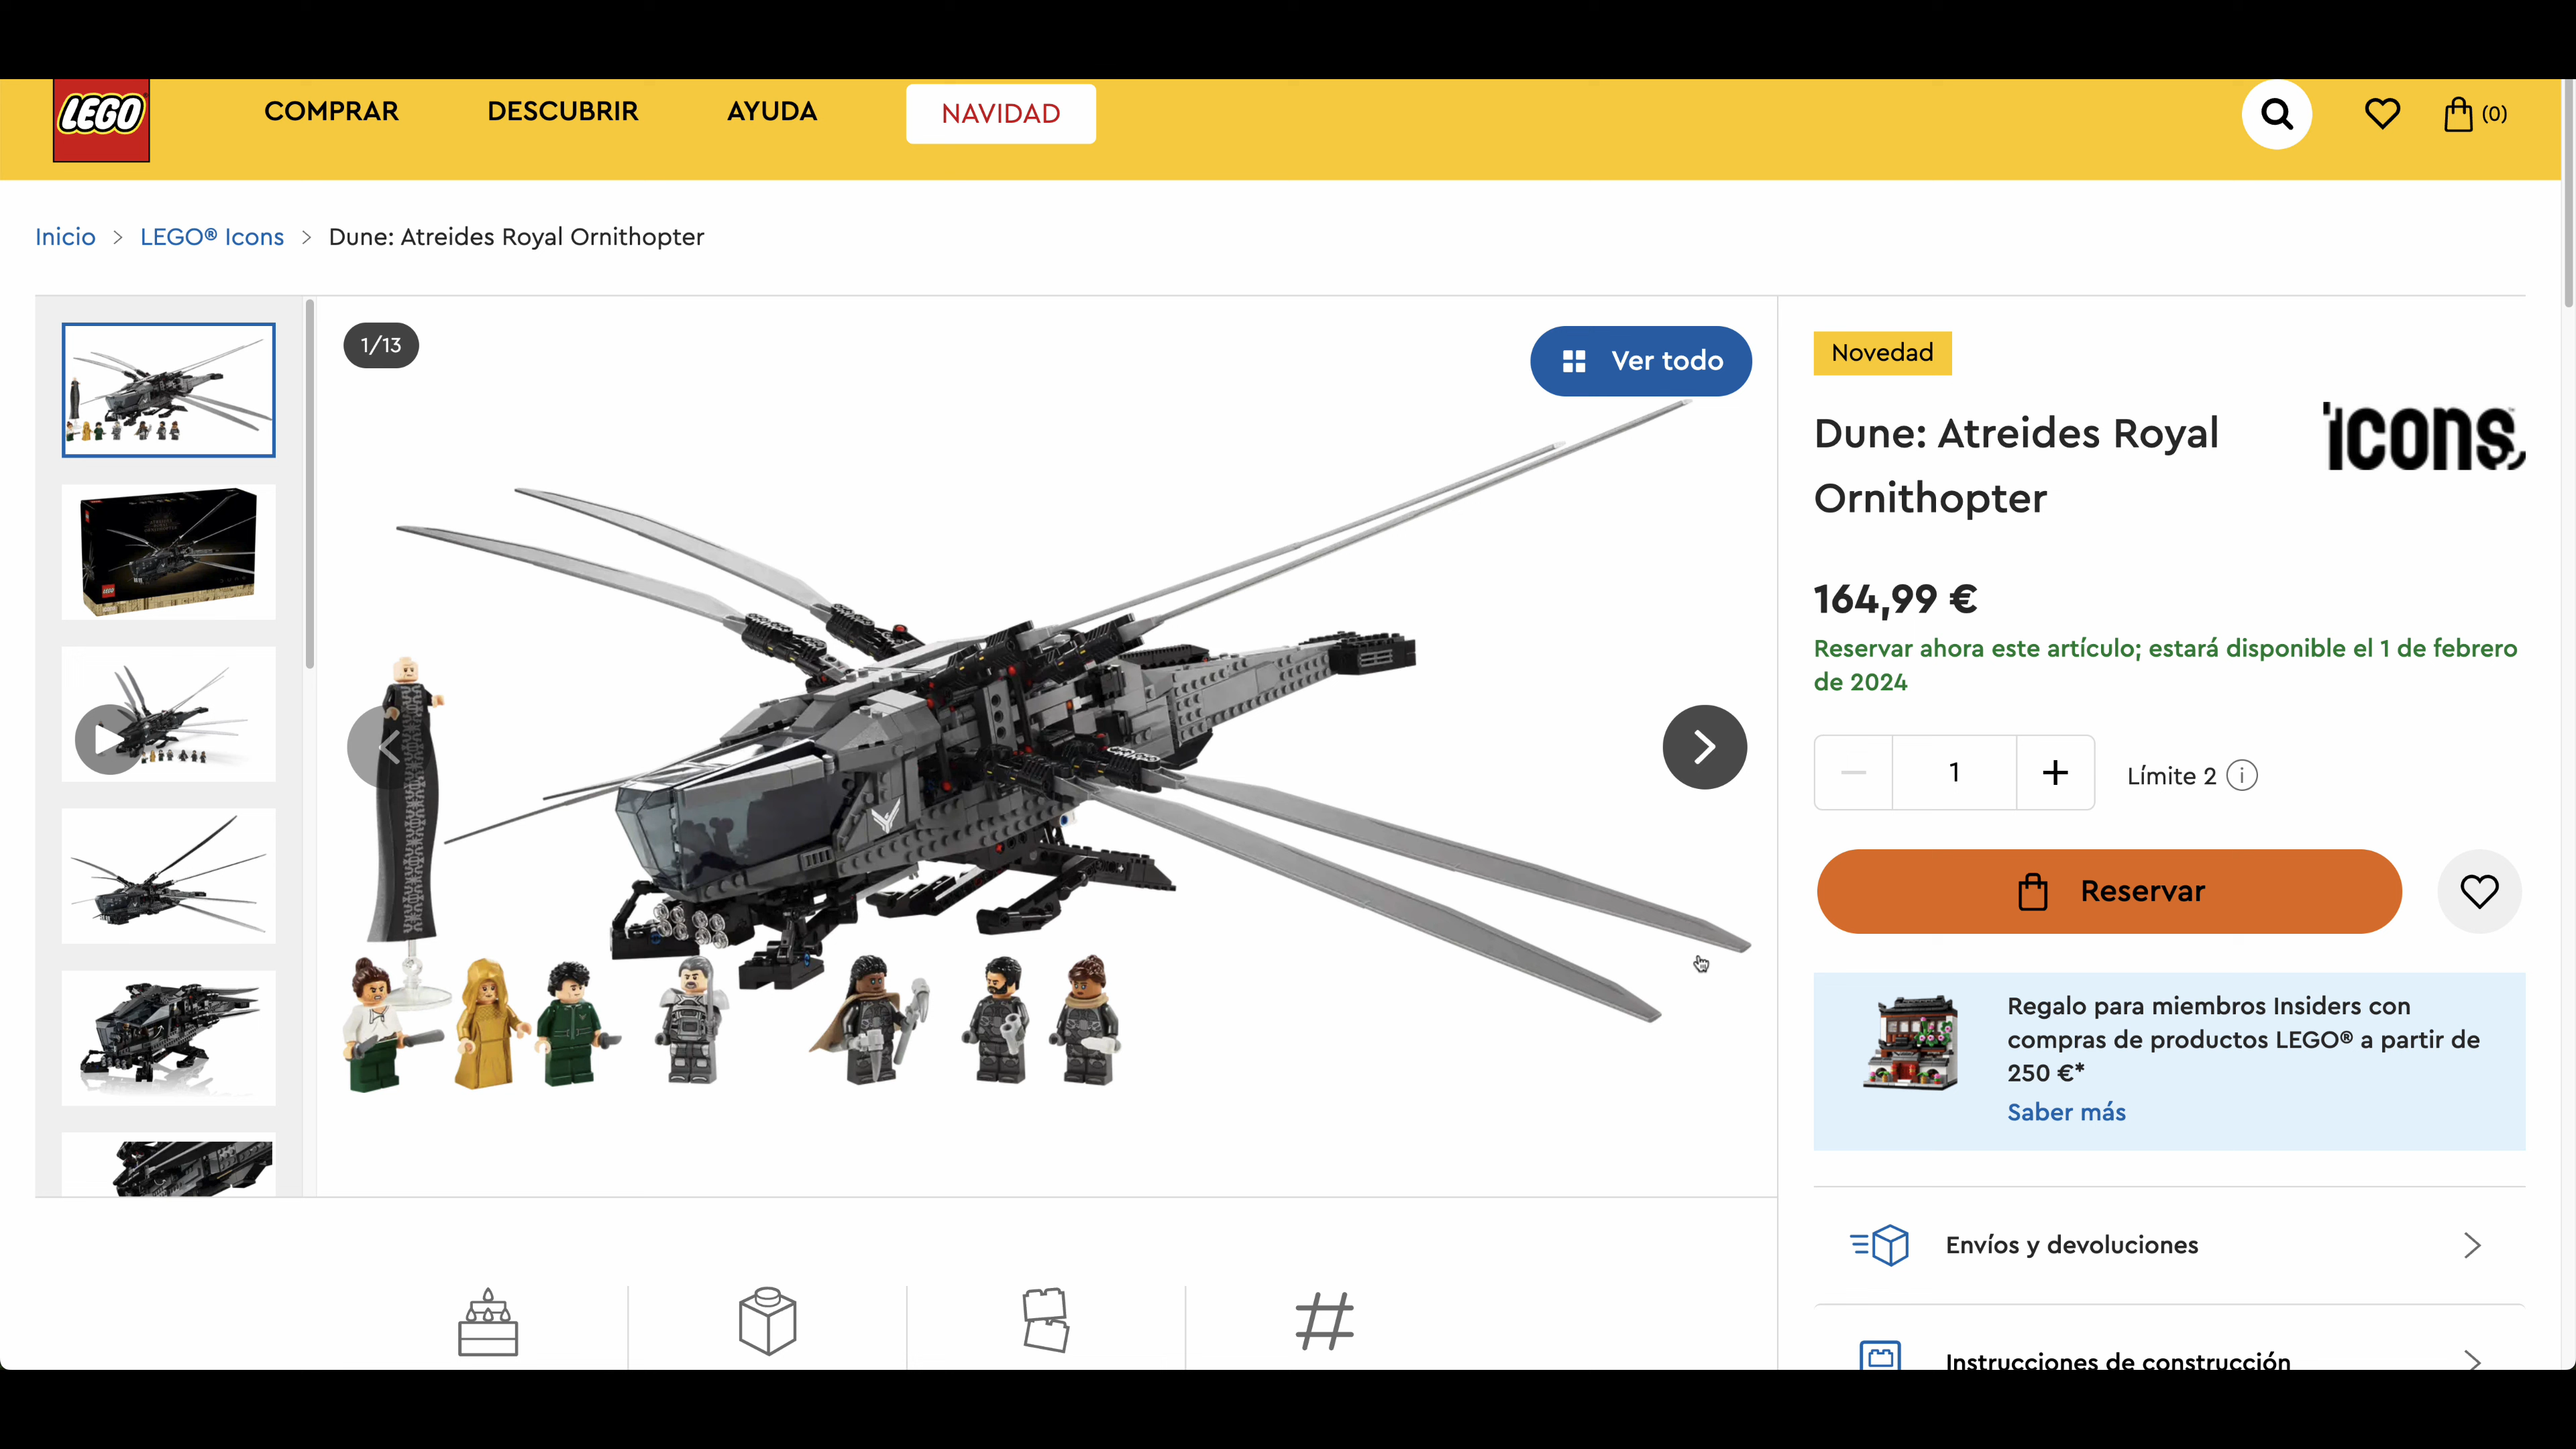 LEGO
COMPRAR
DESCUBRIR
AYUDA
NAVIDAD
(0)
Inicio > LEGO® Icons > Dune: Atreides Royal Ornithopter
1/13
Ver todo
Novedad
Dune: Atreides Royal
Ornithopter
icons
164,99 €
Reservar ahora este artículo; estará disponible el 1 de febrero
de 2024
1
Límite 2
Reservar
Regalo para miembros Insiders con
compras de productos LEGO® a partir de
250 €*
Saber más
Envíos y devoluciones
Instrucciones de construcción